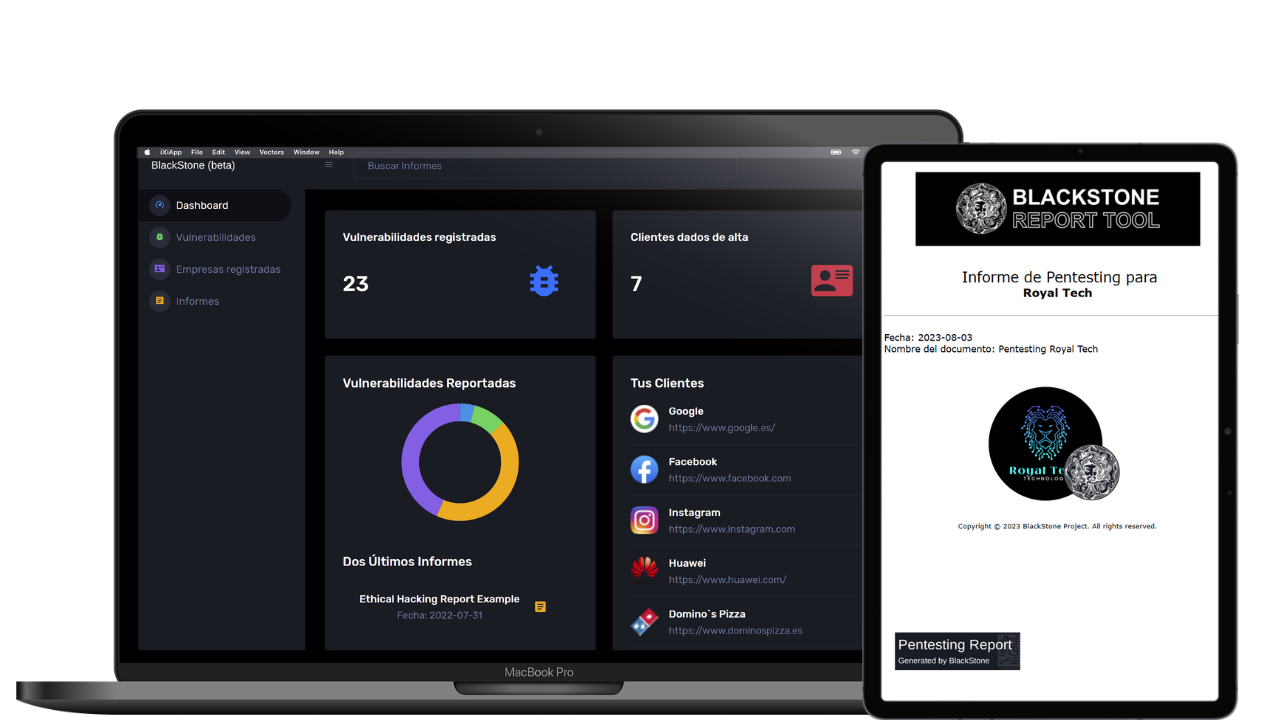 iXiApp File Edit View Vectors Window Help
BlackStone (beta)
Buscar Informes
Dashboard
Vulnerabilidades
Empresas registradas
Informes
Vulnerabilidades registradas
23
Clientes dados de alta
7
Vulnerabilidades Reportadas
Dos Últimos Informes
Ethical Hacking Report Example
Fecha: 2022-07-31
Tus Clientes
Google
https://www.google.es/
Facebook
https://www.facebook.com
Instagram
https://www.instagram.com
Huawei
https://www.huawei.com/
Domino`s Pizza
https://www.dominospizza.es
MacBook Pro
BLACKSTONE
REPORT TOOL
Informe de Pentesting para
Royal Tech
Fecha: 2023-08-03
Nombre del documento: Pentesting Royal Tech
Royal
Copyright © 2023 BlackStone Project. All rights reserved.
Pentesting Report
Generated by BlackStone